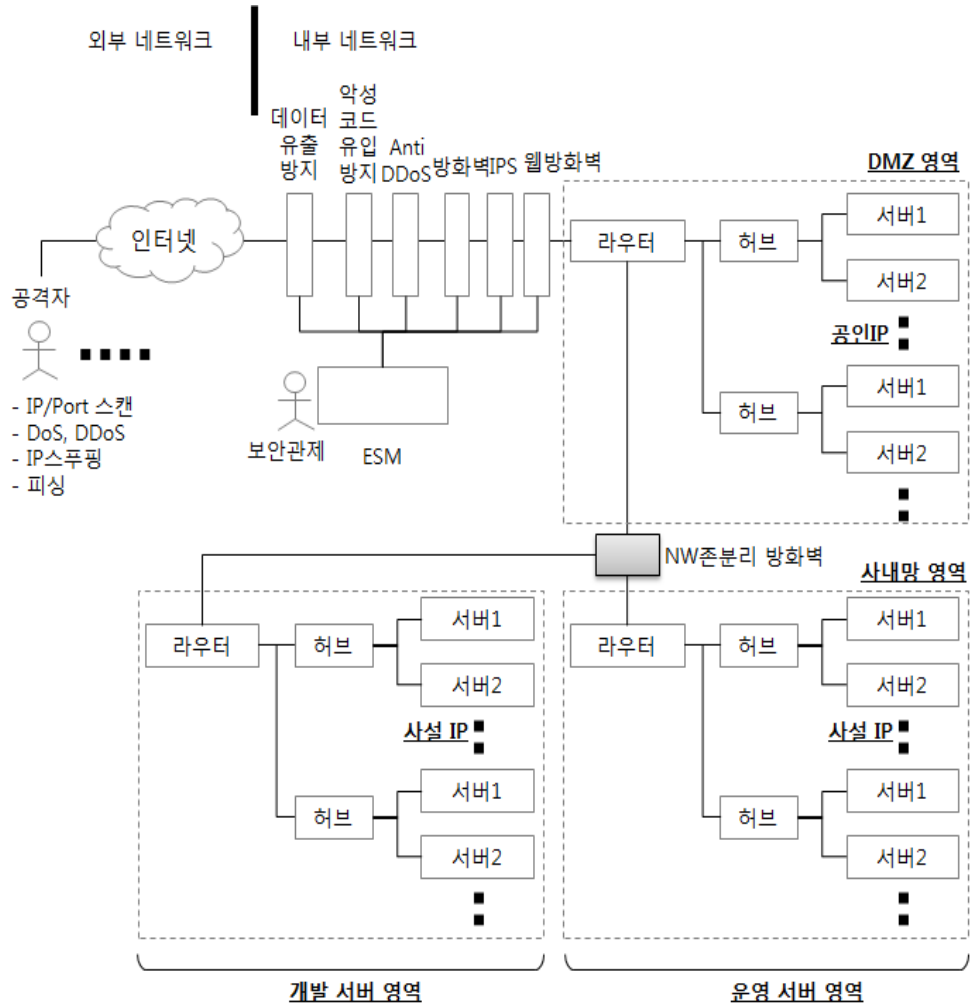 외부 네트워크
내부 네트워크
데이터
유출
방지
악성
코드
유입
방지
Anti
DDoS
방화벽
IPS
웹방화벽
DMZ 영역
인터넷
라우터
허브
서버1
서버2
공인IP
허브
서버1
서버2
공격자
- IP/Port 스캔
- DoS, DDoS
- IP스푸핑
- 피싱
보안관제
ESM
NW존분리 방화벽
사내망 영역
라우터
허브
서버1
서버2
사설 IP
허브
서버1
서버2
라우터
허브
서버1
서버2
사설 IP
허브
서버1
서버2
개발 서버 영역
운영 서버 영역